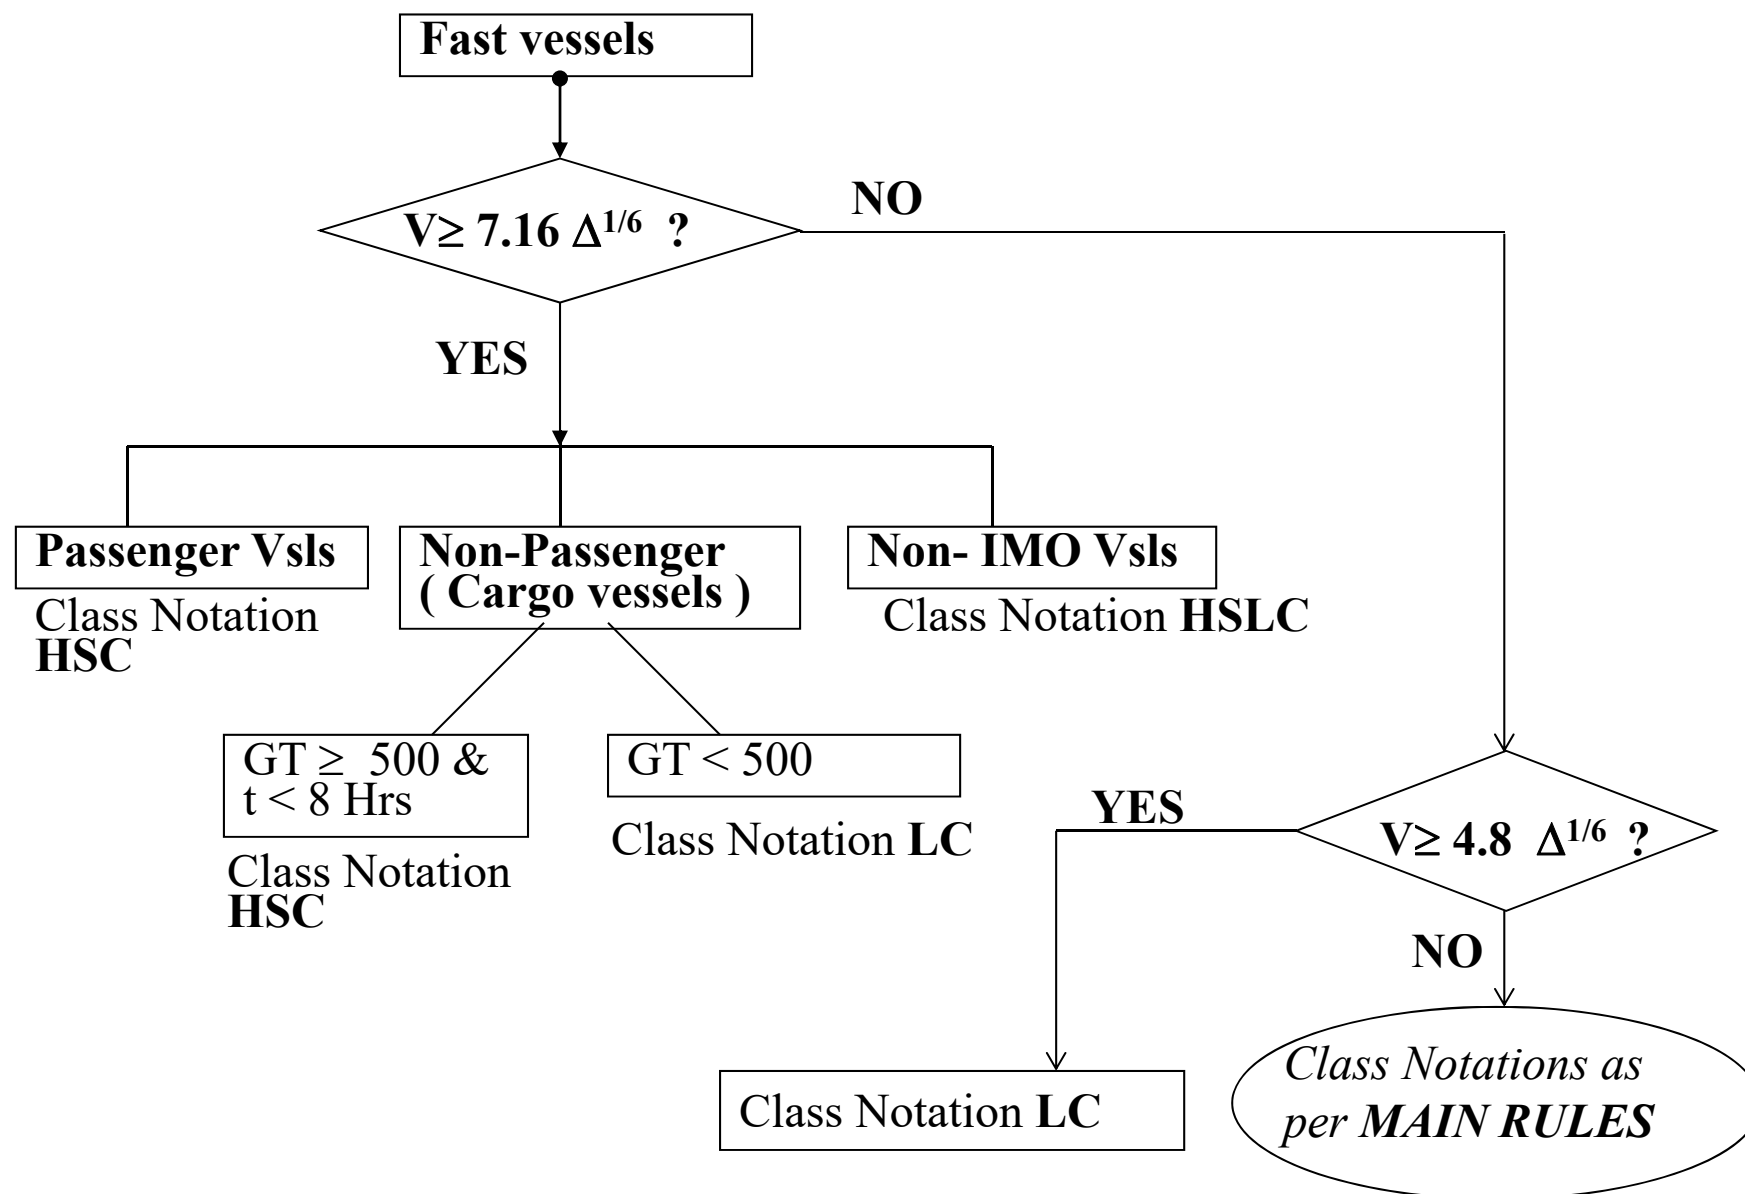 Fast vessels
V≥ 7.16 Δ^1/6 ?
NO
YES
Passenger Vsls
Class Notation
HSC
Non-Passenger
( Cargo vessels )
Non- IMO Vsls
Class Notation HSLC
GT ≥ 500 &
t < 8 Hrs
Class Notation
HSC
GT < 500
Class Notation LC
YES
V≥ 4.8 Δ^1/6 ?
NO
Class Notation LC
Class Notations as
per MAIN RULES